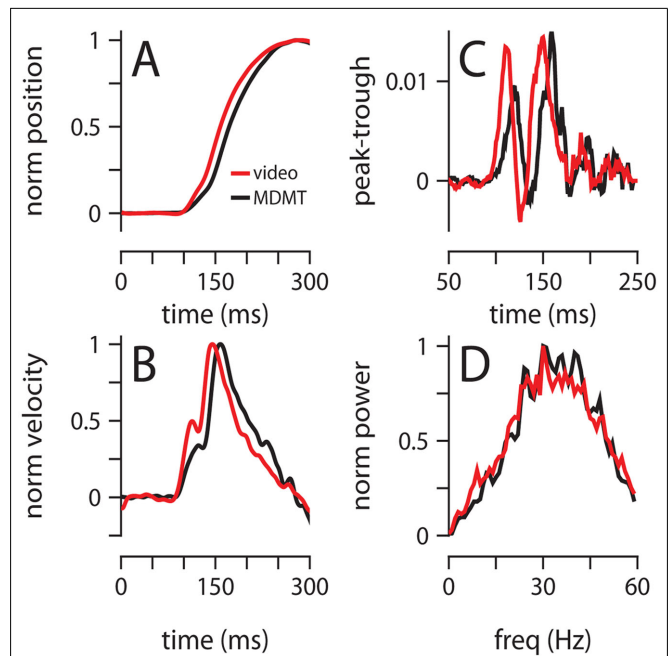 A
norm position
1
0.5
0
video
MDMT
0 150 300
time (ms)
C
peak-trough
0.01
0
50 150 250
time (ms)
B
norm velocity
1
0.5
0
0 150 300
time (ms)
D
norm power
1
0.5
0
0 30 60
freq (Hz)